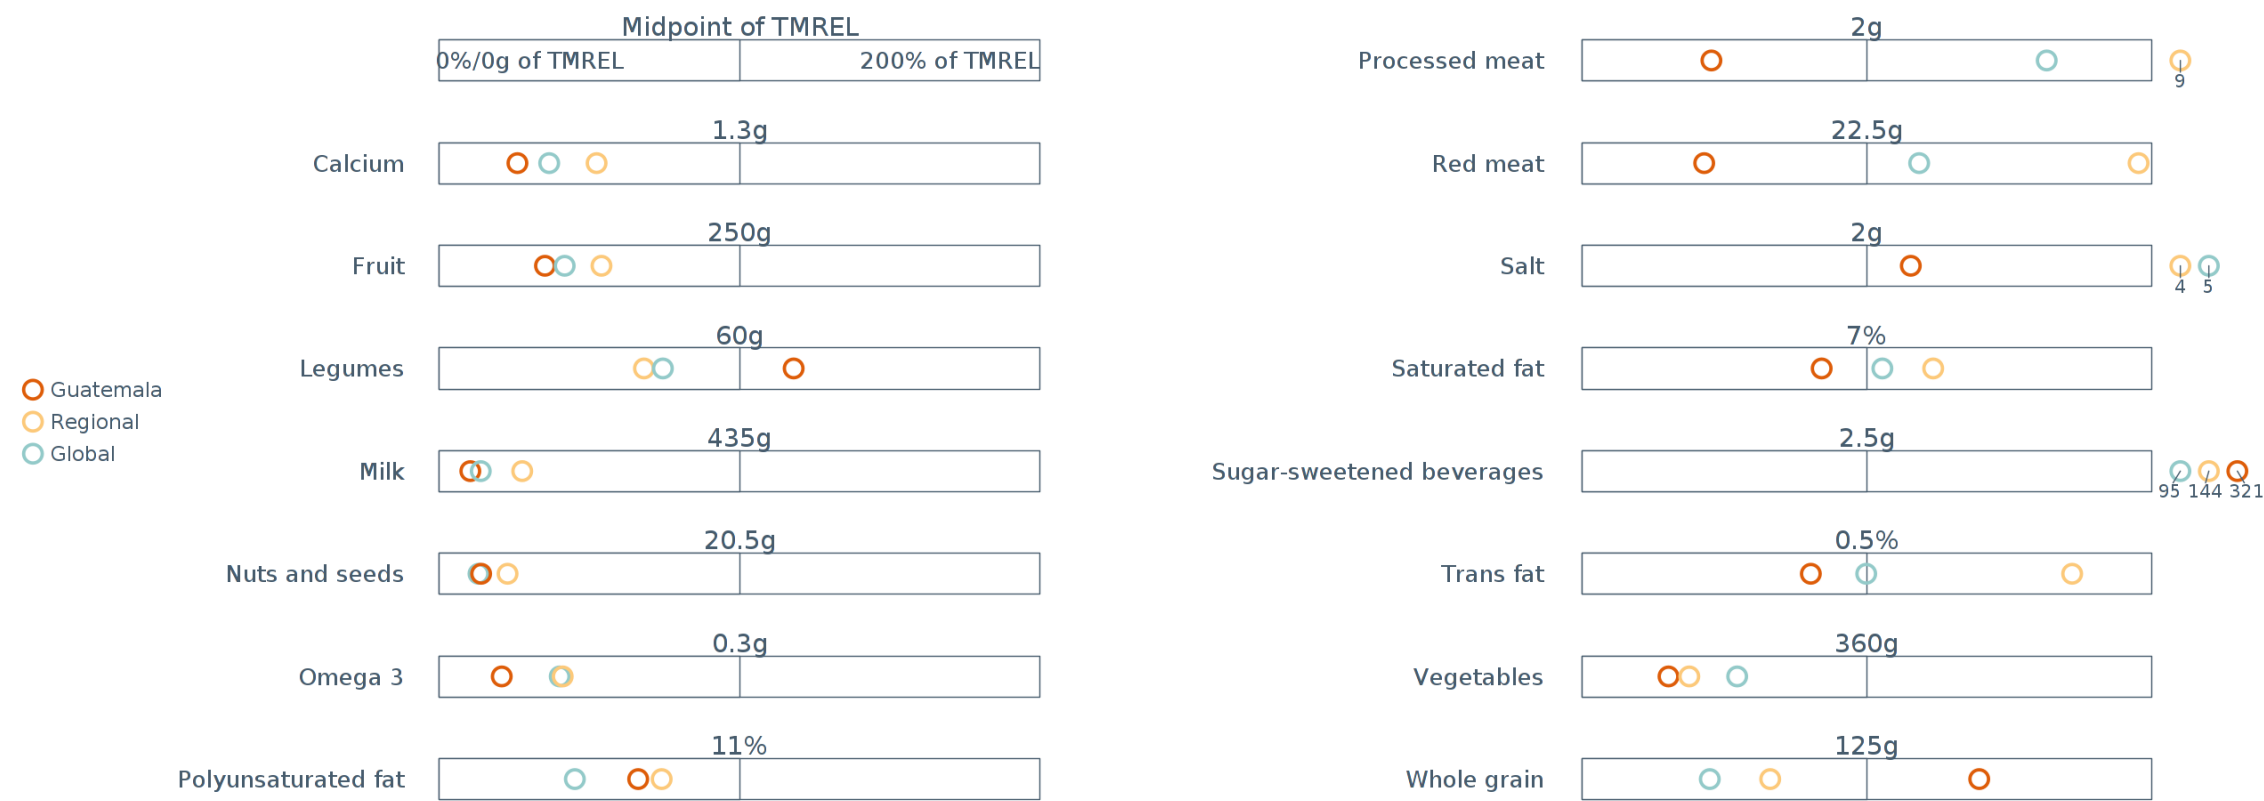 Midpoint of TMREL
0%/0g of TMREL 200% of TMREL
1.3g
Calcium
250g
Fruit
60g
Legumes
435g
Milk
20.5g
Nuts and seeds
0.3g
Omega 3
11%
Polyunsaturated fat
Guatemala
Regional
Global
2g
Processed meat
9
22.5g
Red meat
2g
Salt
4 5
7%
Saturated fat
2.5g
Sugar-sweetened beverages
95 144 321
0.5%
Trans fat
360g
Vegetables
125g
Whole grain